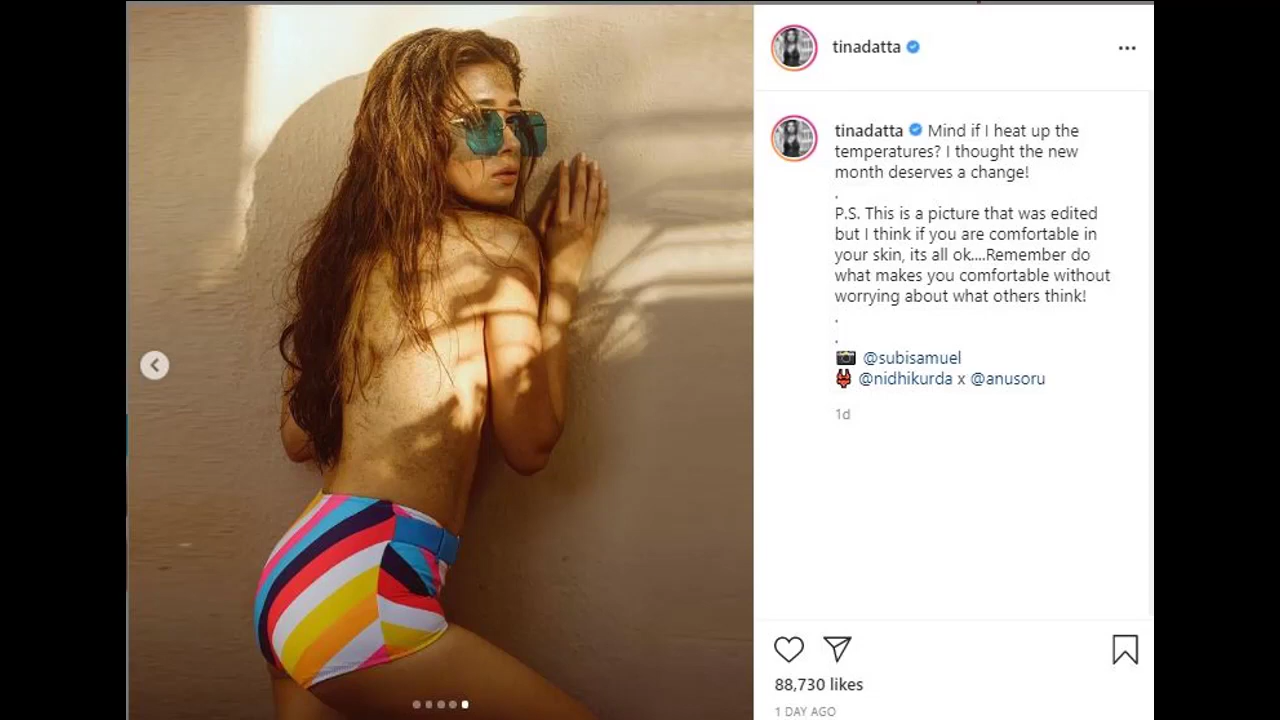 tinadatta
tinadatta Mind if I heat up the
temperatures? I thought the new
month deserves a change!
.
P.S. This is a picture that was edited
but I think if you are comfortable in
your skin, its all ok....Remember do
what makes you comfortable without
worrying about what others think!
.
.
@subisamuel
@nidhikurda x @anusoru
1d
88,730 likes
1 DAY AGO